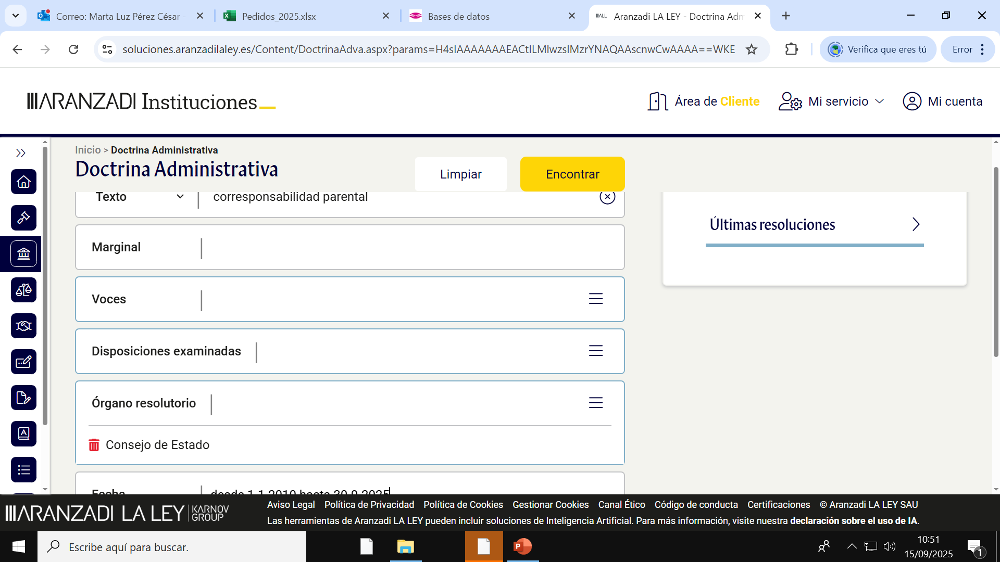 Correo: Marta Luz Pérez César -
Pedidos_2025.xlsx
Bases de datos
Aranzadi LA LEY - Doctrina Adm
soluciones.aranzadilaley.es/Content/DoctrinaAdva.aspx?params=H4sIAAAAAAAEACtILMlwzslMzrYNAQAAscnwCwAAAA==WKE
Verifica que eres tú
Error
ARANZADI Instituciones
Área de Cliente
Mi servicio
Mi cuenta
Inicio > Doctrina Administrativa
Doctrina Administrativa
Limpiar
Encontrar
Texto
corresponsabilidad parental
Últimas resoluciones
Marginal
Voces
Disposiciones examinadas
Órgano resolutorio
Consejo de Estado
Fecha
desde 1-1-2010 hasta 30-9-2025
ARANZADI LA LEY
KARNOV GROUP
Aviso Legal Política de Privacidad Política de Cookies Gestionar Cookies Canal Ético Código de conducta Certificaciones © Aranzadi LA LEY SAU
Las herramientas de Aranzadi LA LEY pueden incluir soluciones de Inteligencia Artificial. Para más información, visite nuestra declaración sobre el uso de IA.
Escribe aquí para buscar.
10:51
15/09/2025
1